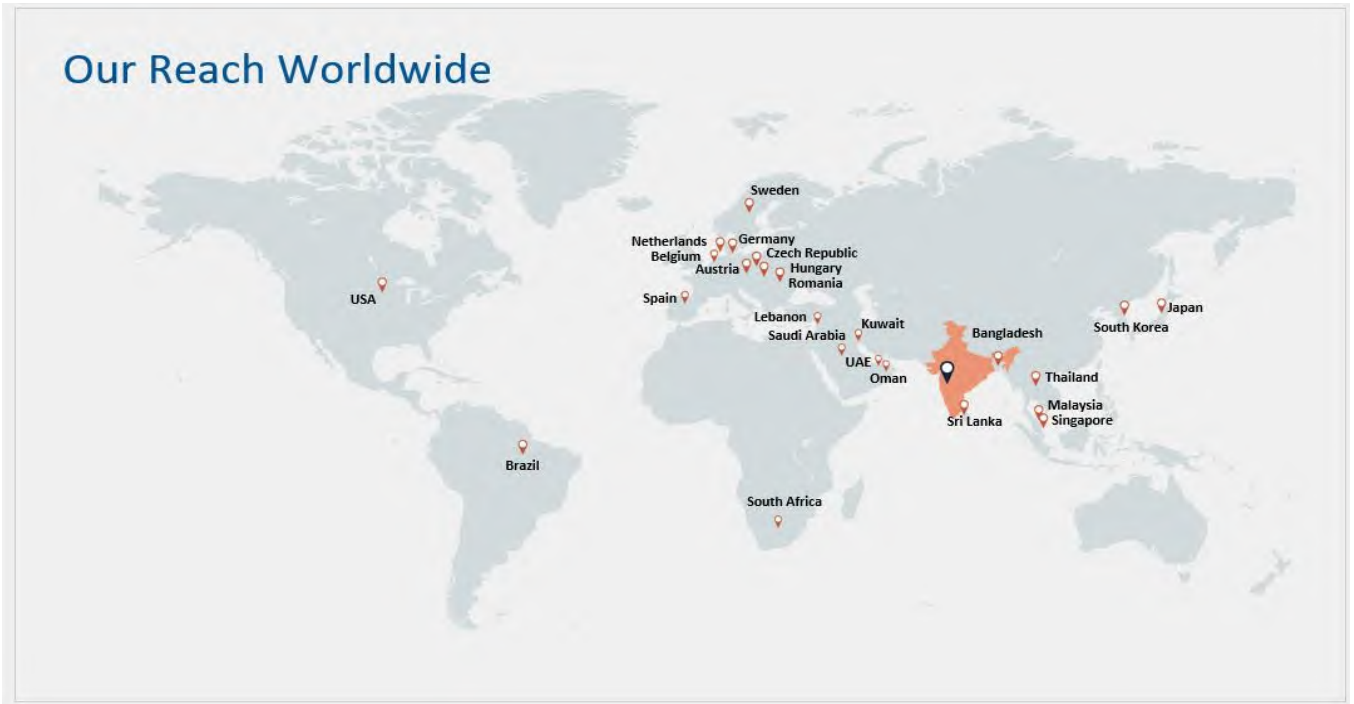 Our Reach Worldwide
Sweden
Netherlands
Germany
Belgium
Czech Republic
Austria
Hungary
Romania
USA
Spain
Lebanon
Kuwait
Saudi Arabia
UAE
Oman
Bangladesh
South Korea
Japan
Thailand
Malaysia
Singapore
Sri Lanka
Brazil
South Africa